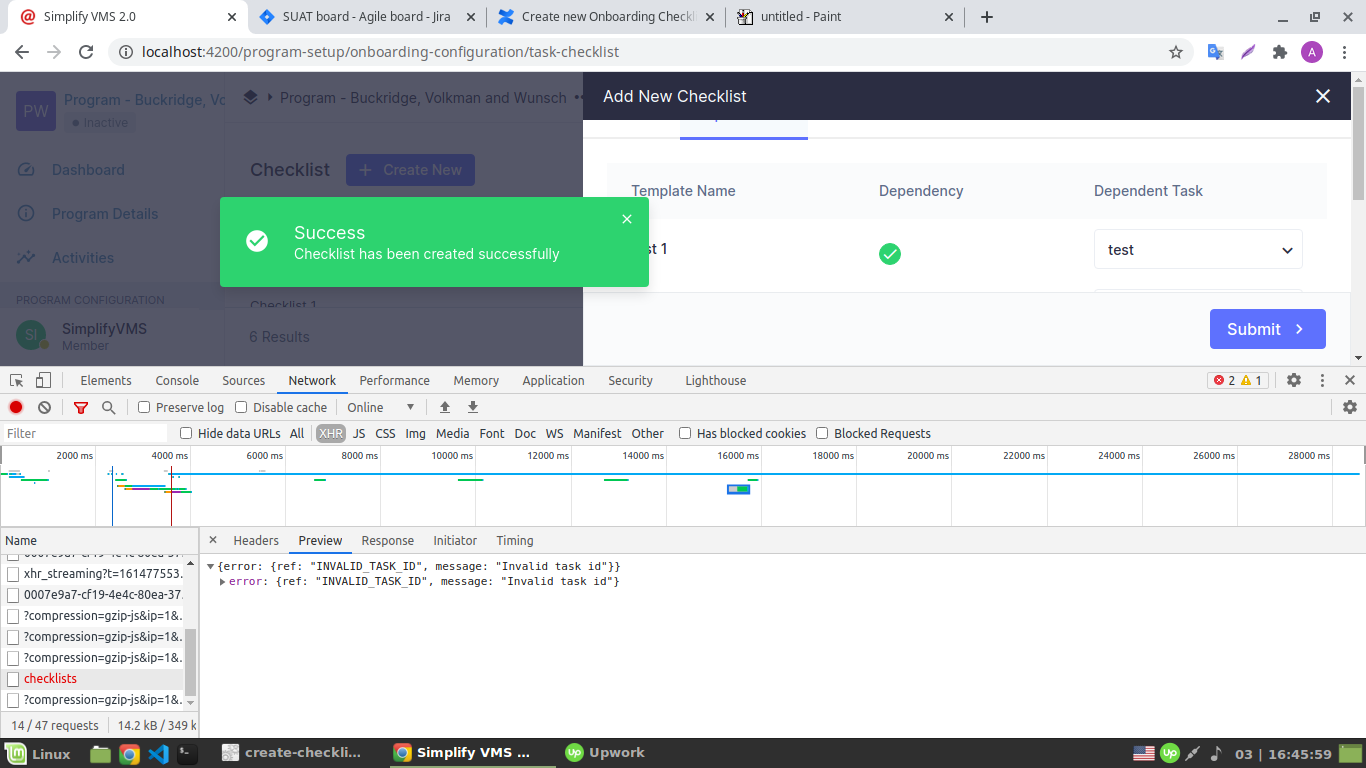 Simplify VMS 2.0
SUAT board - Agile board - Jira
Create new Onboarding Checkli
untitled - Paint
localhost:4200/program-setup/onboarding-configuration/task-checklist
A
PW
Program - Buckridge, Vo
Inactive
Program - Buckridge, Volkman and Wunsch
Add New Checklist
Dashboard
Program Details
Activities
PROGRAM CONFIGURATION
SI
SimplifyVMS
Member
Checklist
Create New
Success
Checklist has been created successfully
Checklist 1
6 Results
Template Name Dependency Dependent Task
st 1
test
Submit
Elements Console Sources Network Performance Memory Application Security Lighthouse
2 1
Preserve log Disable cache Online
Filter
Hide data URLs All XHR JS CSS Img Media Font Doc WS Manifest Other Has blocked cookies Blocked Requests
2000 ms 4000 ms 6000 ms 8000 ms 10000 ms 12000 ms 14000 ms 16000 ms 18000 ms 20000 ms 22000 ms 24000 ms 26000 ms 28000 ms
Name
Headers Preview Response Initiator Timing
xhr_streaming?t=161477553.
0007e9a7-cf19-4e4c-80ea-37.
?compression=gzip-js&ip=1&.
?compression=gzip-js&ip=1&.
?compression=gzip-js&ip=1&.
checklists
?compression=gzip-js&ip=1&.
{error: {ref: "INVALID_TASK_ID", message: "Invalid task id"}}
error: {ref: "INVALID_TASK_ID", message: "Invalid task id"}
14 / 47 requests
14.2 kB / 349 k
Linux
create-checkli...
Simplify VMS ...
Up
Upwork
Up
03 | 16:45:59